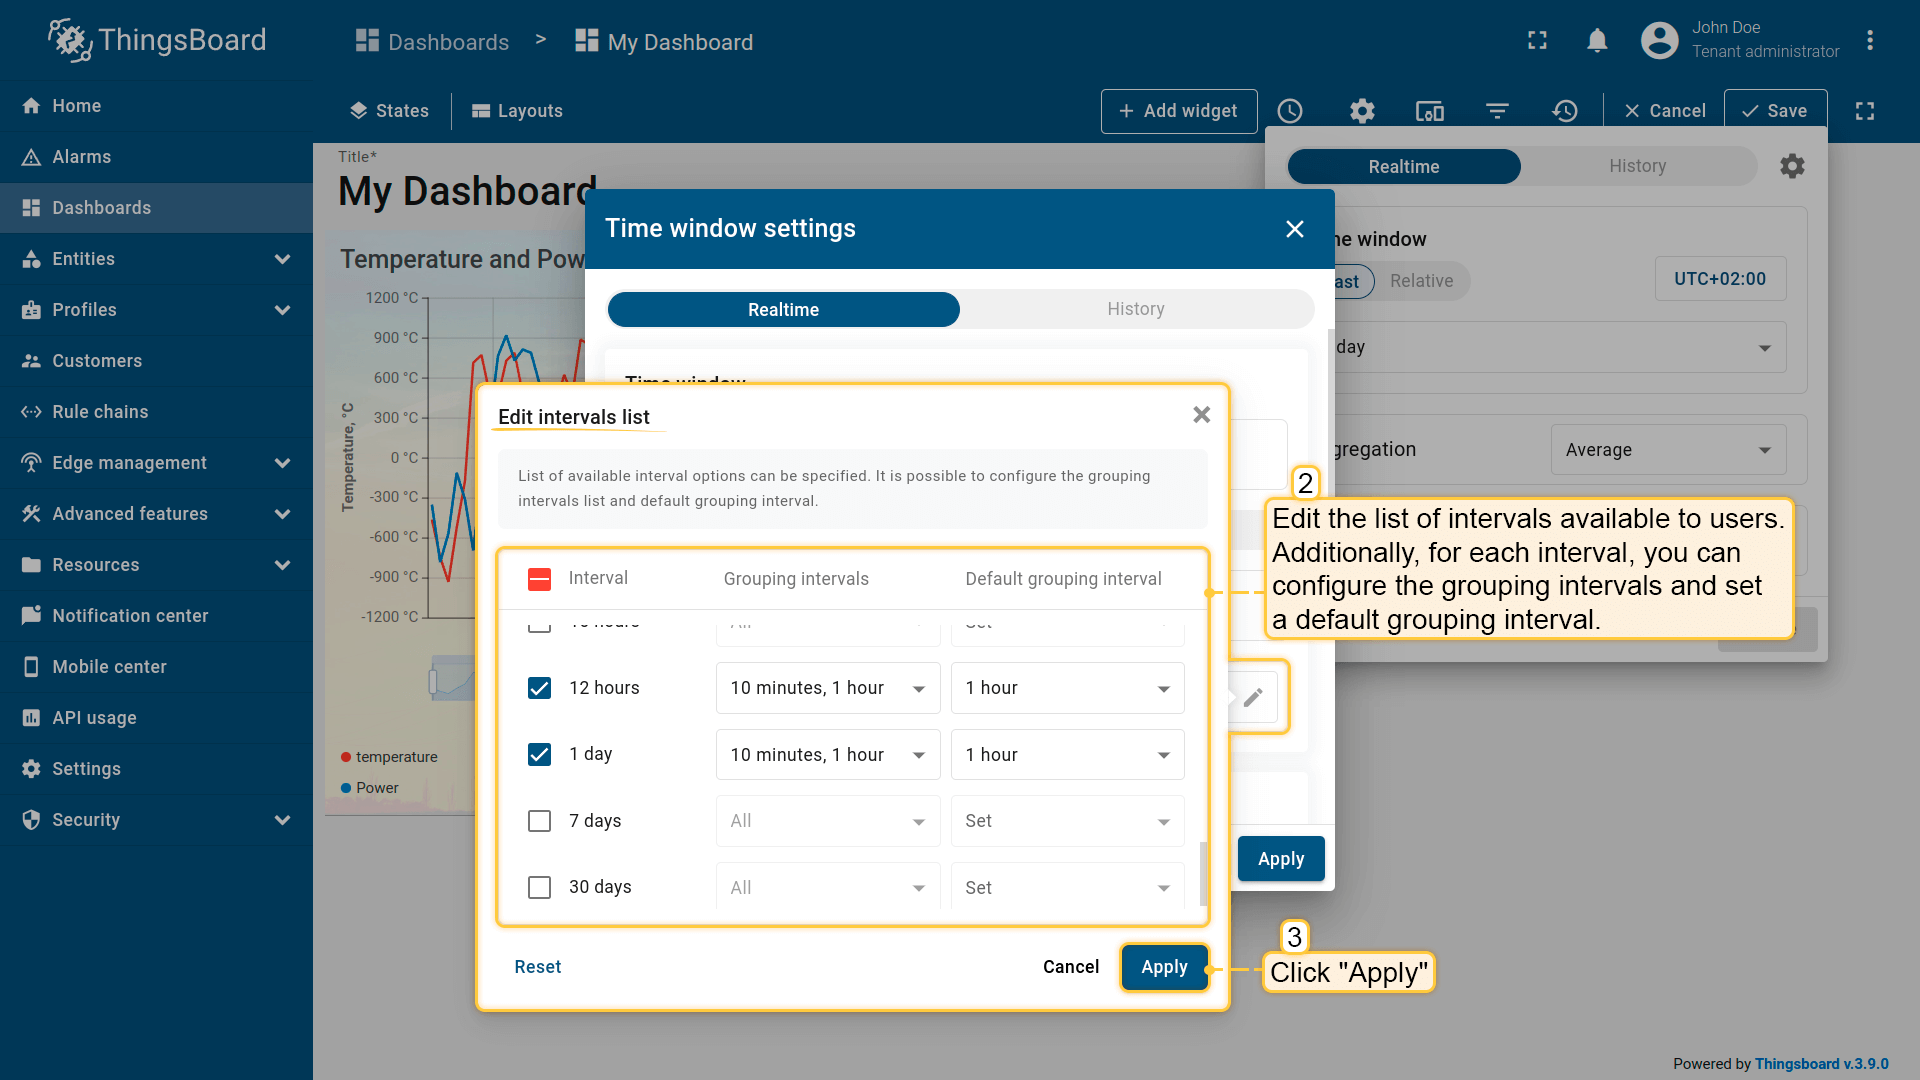 ThingsBoard
Dashboards > My Dashboard
John Doe
Tenant administrator
Home
Alarms
Dashboards
Entities
Profiles
Customers
Rule chains
Edge management
Advanced features
Resources
Notification center
Mobile center
API usage
Settings
Security
States
Layouts
+ Add widget
Cancel
Save
Title*
My Dashboard
Temperature and Pow
1200 °C
900 °C
600 °C
300 °C
0 °C
-300 °C
-600 °C
-900 °C
-1200 °C
Temperature, °C
temperature
Power
Realtime
History
ne window
ast
Relative
UTC+02:00
day
gregation
Average
Time window settings
Realtime
History
Time window
Apply
Edit intervals list
List of available interval options can be specified. It is possible to configure the grouping
intervals list and default grouping interval.
Interval
Grouping intervals
Default grouping interval
12 hours
10 minutes, 1 hour
1 hour
1 day
10 minutes, 1 hour
1 hour
7 days
All
Set
30 days
All
Set
Reset
Cancel
Apply
2
Edit the list of intervals available to users.
Additionally, for each interval, you can
configure the grouping intervals and set
a default grouping interval.
3
Click "Apply"
Powered by Thingsboard v.3.9.0